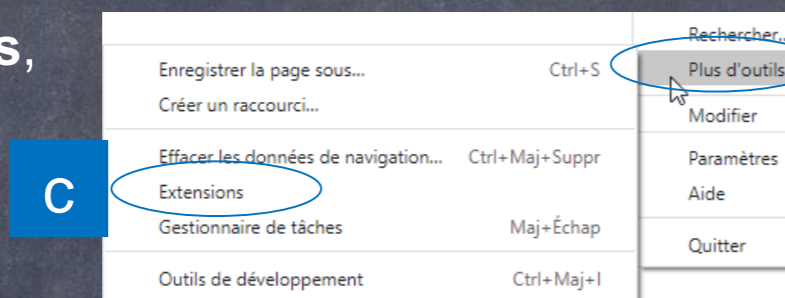 s,
Enregistrer la page sous... Ctrl+S
Créer un raccourci...
Effacer les données de navigation... Ctrl+Maj+Suppr
Extensions
Gestionnaire de tâches Maj+Échap
Outils de développement Ctrl+Maj+I
C
Rechercher...
Plus d'outils
Modifier
Paramètres
Aide
Quitter